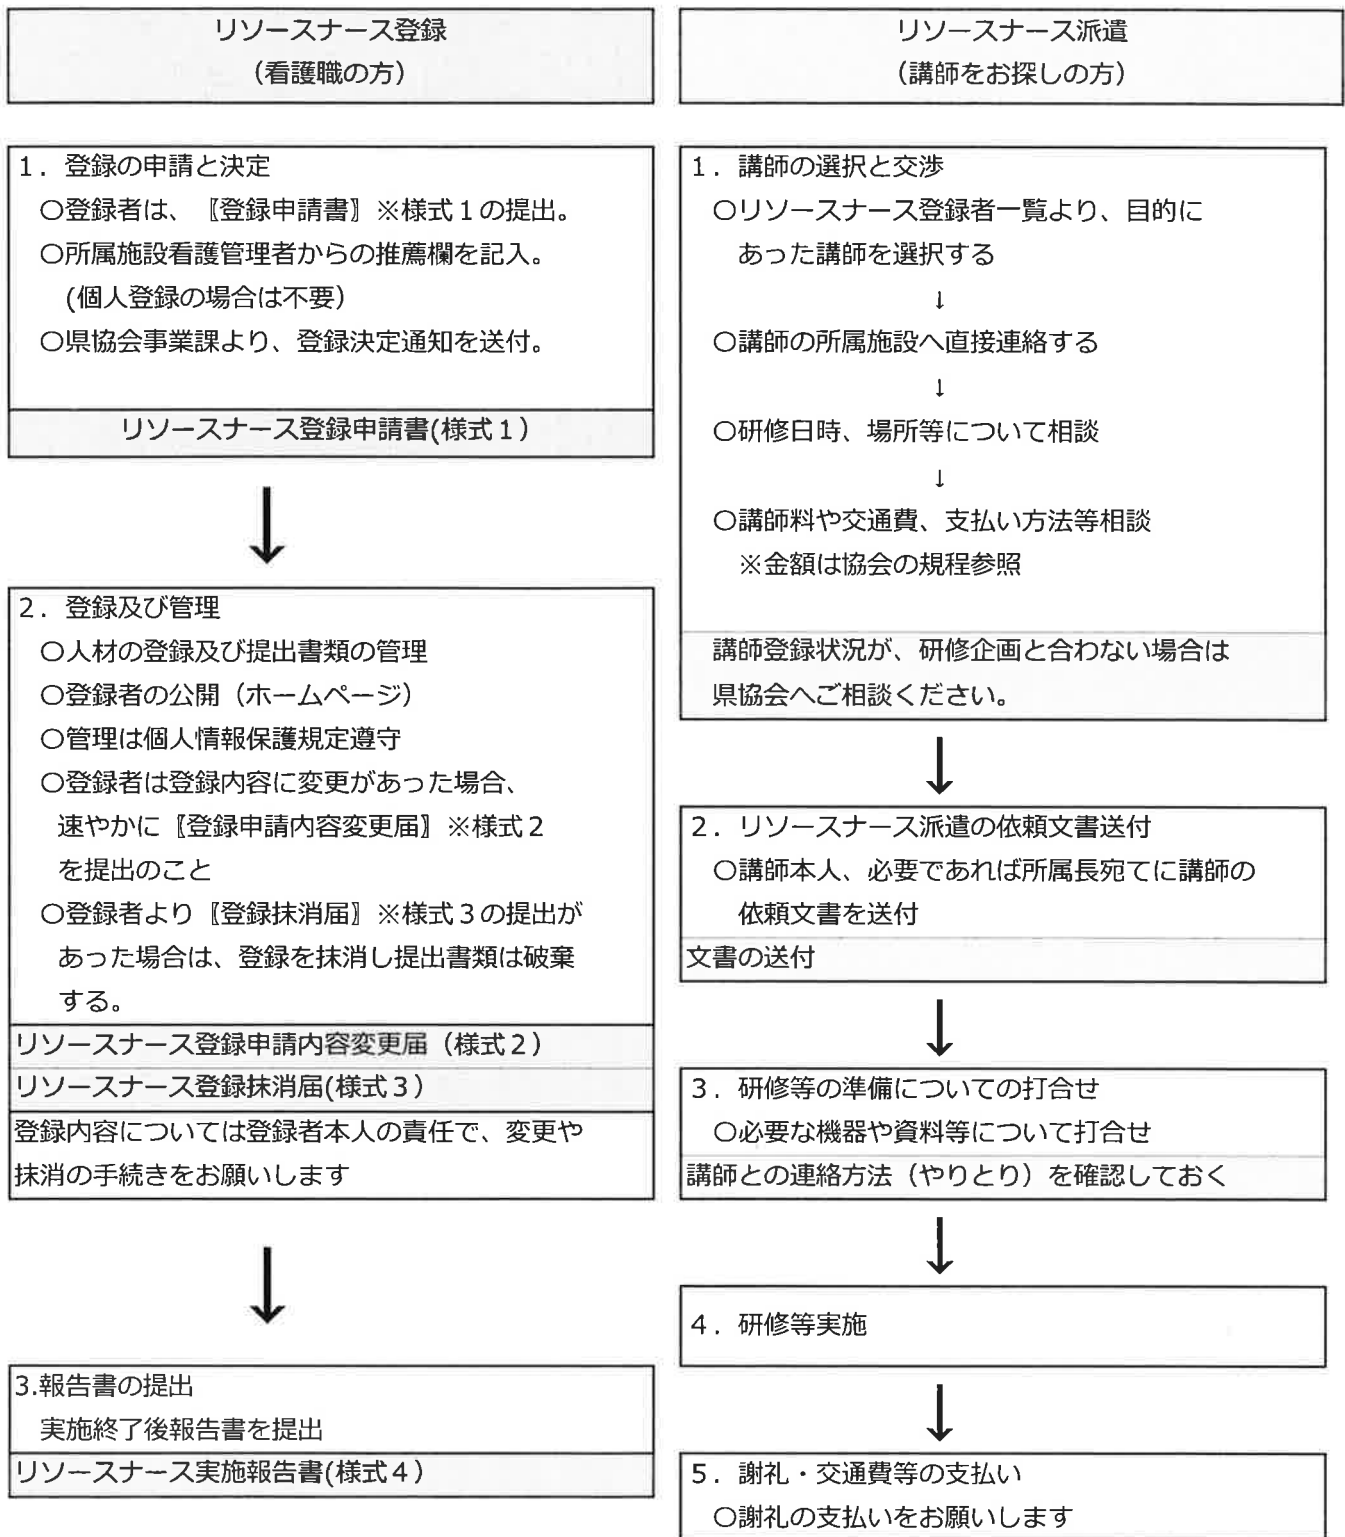 リソースナース登録
（看護職の方）
1．登録の申請と決定
○登録者は、〖登録申請書〗※様式１の提出。
○所属施設看護管理者からの推薦欄を記入。
(個人登録の場合は不要）
○県協会事業課より、登録決定通知を送付。
リソースナース登録申請書(様式１）
↓
2．登録及び管理
○人材の登録及び提出書類の管理
○登録者の公開（ホームページ）
○管理は個人情報保護規定遵守
○登録者は登録内容に変更があった場合、
速やかに〖登録申請内容変更届〗※様式２
を提出のこと
○登録者より〖登録抹消届〗※様式３の提出が
あった場合は、登録を抹消し提出書類は破棄
する。
リソースナース登録申請内容変更届（様式２）
リソースナース登録抹消届(様式３）
登録内容については登録者本人の責任で、変更や
抹消の手続きをお願いします
↓
3.報告書の提出
実施終了後報告書を提出
リソースナース実施報告書(様式４）
リソースナース派遣
（講師をお探しの方）
1．講師の選択と交渉
○リソースナース登録者一覧より、目的に
あった講師を選択する
↓
○講師の所属施設へ直接連絡する
↓
○研修日時、場所等について相談
↓
○講師料や交通費、支払い方法等相談
※金額は協会の規程参照
講師登録状況が、研修企画と合わない場合は
県協会へご相談ください。
↓
2．リソースナース派遣の依頼文書送付
○講師本人、必要であれば所属長宛てに講師の
依頼文書を送付
文書の送付
↓
3．研修等の準備についての打合せ
○必要な機器や資料等について打合せ
講師との連絡方法（やりとり）を確認しておく
↓
4．研修等実施
↓
5．謝礼・交通費等の支払い
○謝礼の支払いをお願いします